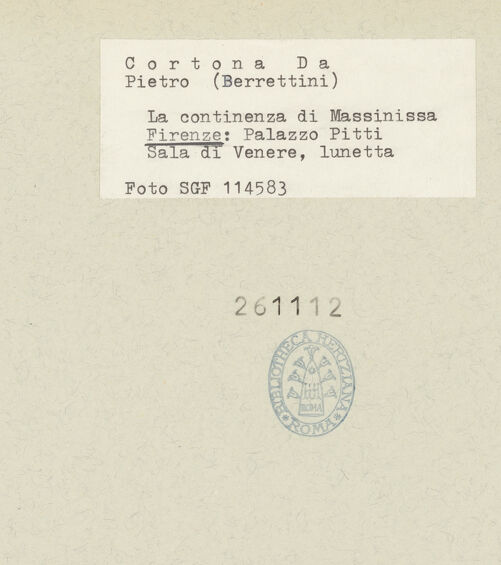 Cortona Da
Pietro (Berrettini)
La continenza di Massinissa
Firenze: Palazzo Pitti
Sala di Venere, lunetta
Foto SGF 114583
261112
BIBLIOTHECA HERTZIANA
ROMA
ROMA